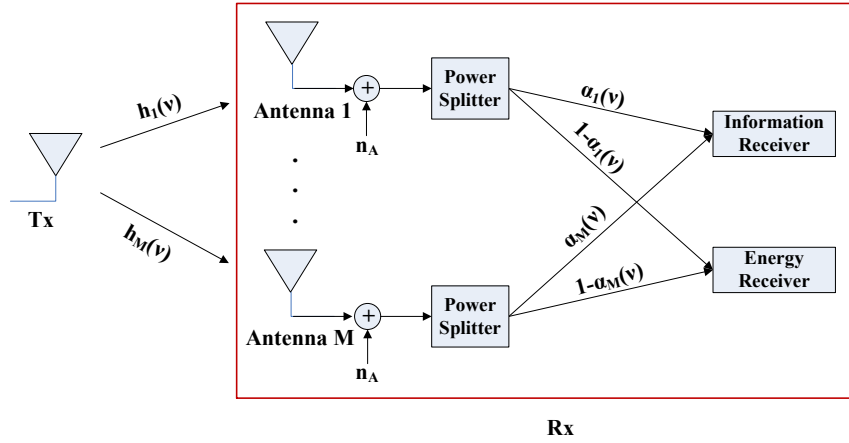 Tx
h₁(ν)
h_M(ν)
Antenna 1
+
n_A
Power
Splitter
α₁(ν)
1-α₁(ν)
Information
Receiver
. . .
. . .
Antenna M
+
n_A
Power
Splitter
α_M(ν)
1-α_M(ν)
Energy
Receiver
Rx